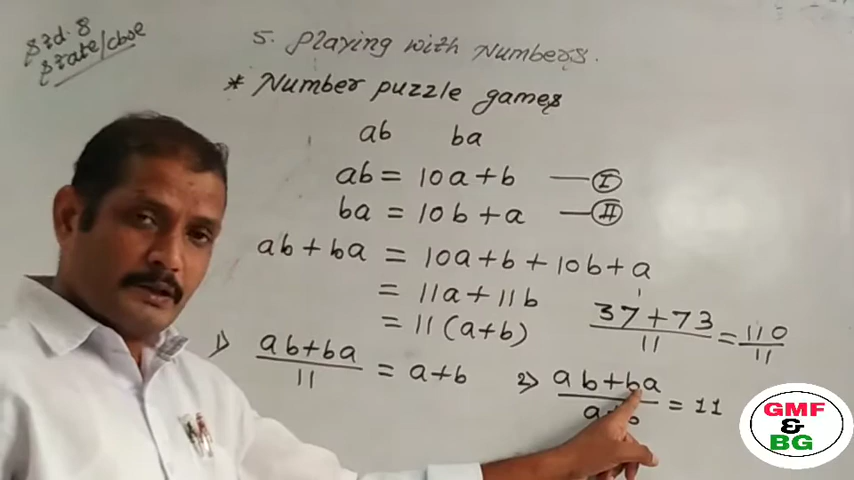 Std. 8
State/cbse
5. Playing with Numbers.
* Number puzzle games
ab ba
ab = 10a + b — I
ba = 10b + a — II
ab + ba = 10a + b + 10b + a
= 11a + 11b
= 11 (a + b)
37 + 73 / 11 = 110 / 11
1) ab + ba / 11 = a + b
2) ab + ba / a + b = 11
GMF
&
BG